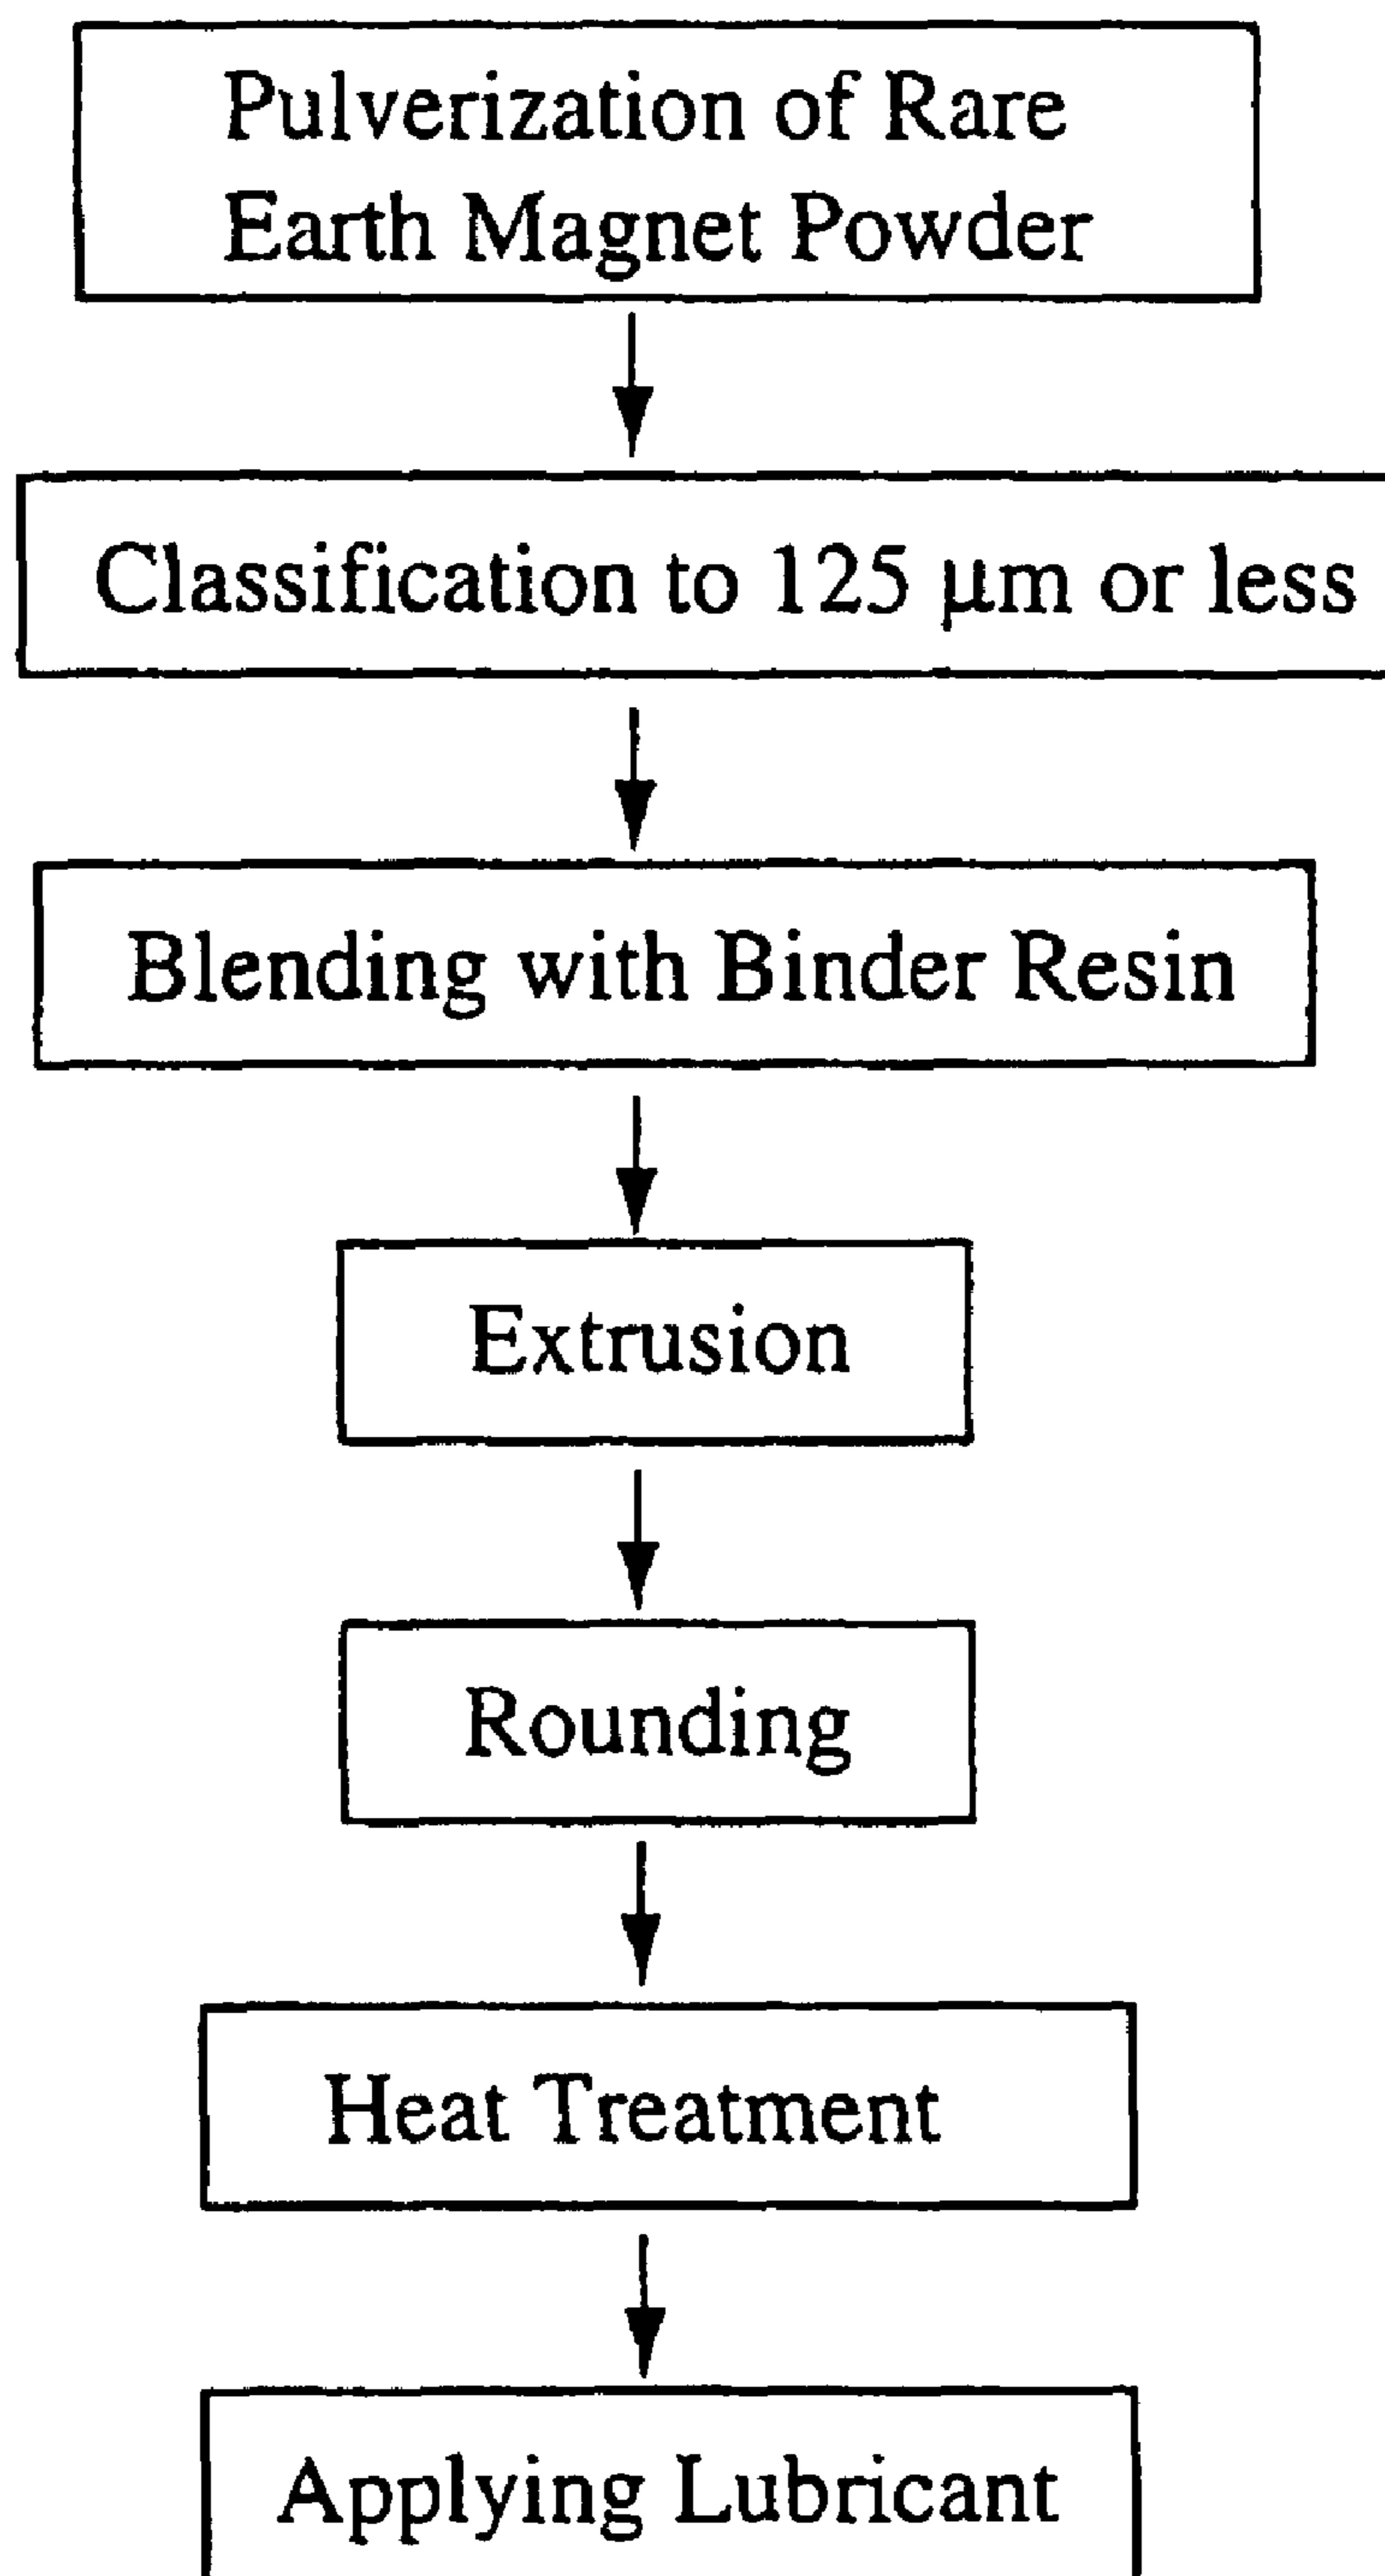 Pulverization of Rare
Earth Magnet Powder
Classification to 125 μm or less
Blending with Binder Resin
Extrusion
Rounding
Heat Treatment
Applying Lubricant